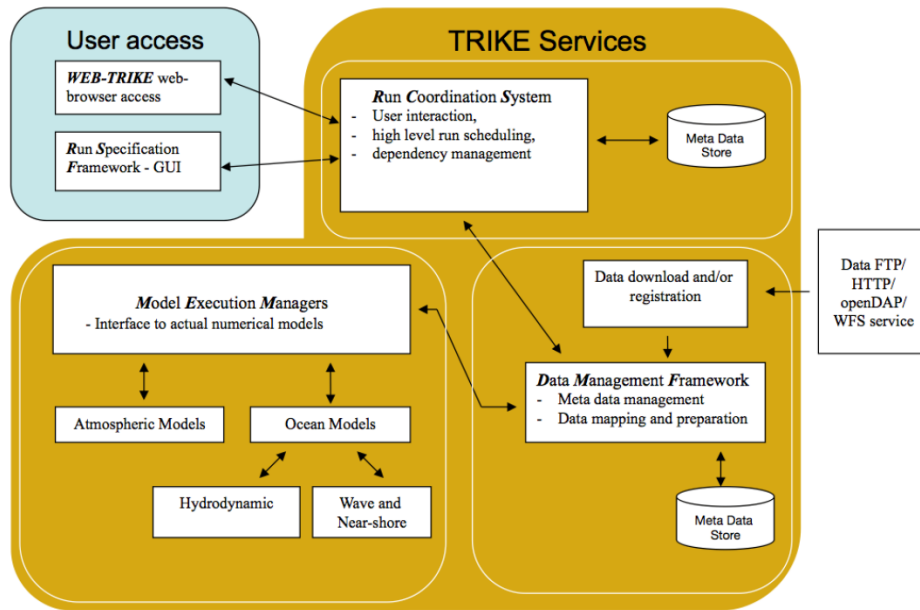 User access
WEB-TRIKE web-
browser access
Run Specification
Framework - GUI
TRIKE Services
Run Coordination System
- User interaction,
- high level run scheduling,
- dependency management
Meta Data
Store
Model Execution Managers
- Interface to actual numerical models
Atmospheric Models
Ocean Models
Hydrodynamic
Wave and
Near-shore
Data download and/or
registration
Data Management Framework
- Meta data management
- Data mapping and preparation
Meta Data
Store
Data FTP/
HTTP/
openDAP/
WFS service